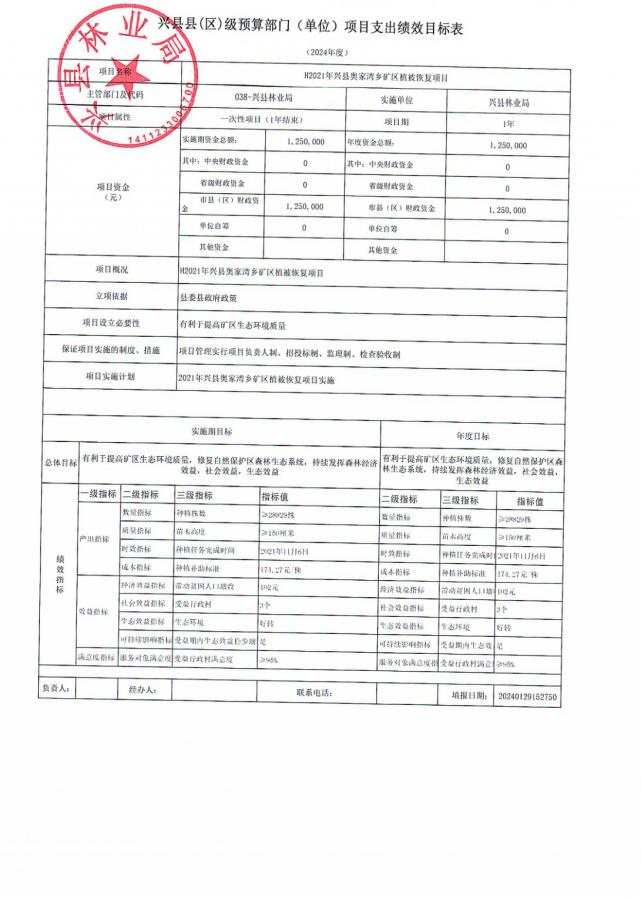 兴县县(区)级预算部门（单位）项目支出绩效目标表
（2024年度）
兴县林业局
1411233006700
项目名称 H2021年兴县奥家湾乡矿区植被恢复项目
主管部门及代码 038-兴县林业局 实施单位 兴县林业局
项目属性 一次性项目（1年结束） 项目期 1年
项目资金
（元）
实施期资金总额： 1,250,000 年度资金总额： 1,250,000
其中：中央财政资金 0 其中：中央财政资金 0
省级财政资金 0 省级财政资金 0
市县（区）财政资金 1,250,000 市县（区）财政资金 1,250,000
单位自筹 0 单位自筹 0
其他资金 其他资金
项目概况 H2021年兴县奥家湾乡矿区植被恢复项目
立项依据 县委县政府政策
项目设立必要性 有利于提高矿区生态环境质量
保证项目实施的制度、措施 项目管理实行项目负责人制、招投标制、监理制、检查验收制
项目实施计划 2021年兴县奥家湾乡矿区植被恢复项目实施
实施期目标 年度目标
总体目标
有利于提高矿区生态环境质量，修复自然保护区森林生态系统，持续发挥森林经济
效益，社会效益，生态效益
有利于提高矿区生态环境质量，修复自然保护区森
林生态系统，持续发挥森林经济效益，社会效益，
生态效益
绩效指标
一级指标 二级指标 三级指标 指标值 二级指标 三级指标 指标值
产出指标
数量指标 种植株数 数量指标 种植株数
质量指标 苗木高度 ≥150厘米 质量指标 苗木高度 ≥150厘米
时效指标 种植任务完成时间 2021年11月6日 时效指标 种植任务完成时 2021年11月6日
成本指标 种植补助标准 174.27元/株 成本指标 种植补助标准 174.27元/株
效益指标
经济效益指标 带动贫困人口增收 102元 经济效益指标 带动贫困人口增 102元
社会效益指标 受益行政村 3个 社会效益指标 受益行政村 3个
生态效益指标 生态环境 好转 生态效益指标 生态环境 好转
可持续影响指标 受益期内生态效益稳步增 是 可持续影响指标 受益期内生态效 是
满意度指标 服务对象满意度 受益行政村满意度 ≥98% 服务对象满意度指 受益行政村满意 ≥98%
负责人： 经办人： 联系电话： 填报日期： 20240129152750